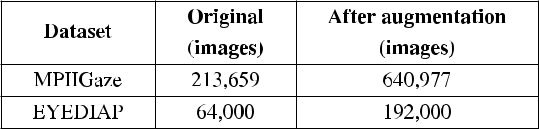 Dataset Original (images) After augmentation (images)
MPIIGaze 213,659 640,977
EYEDIAP 64,000 192,000